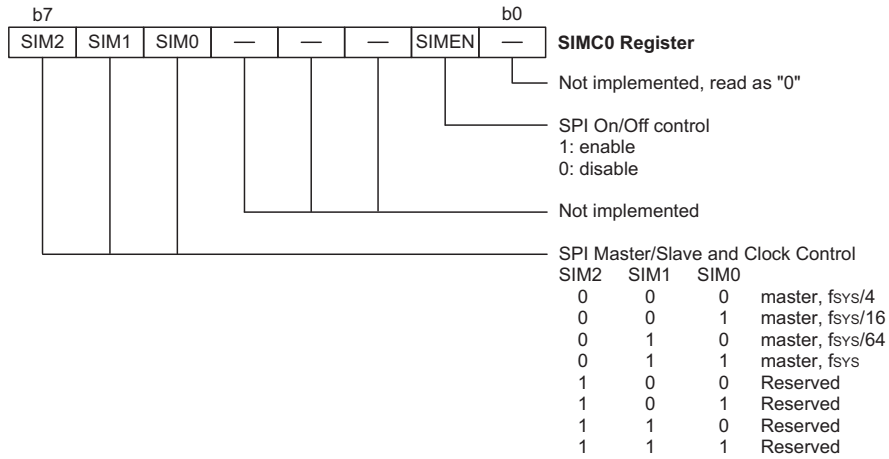 b7 b0
SIM2 SIM1 SIM0 — — — SIMEN — SIMC0 Register
Not implemented, read as "0"
SPI On/Off control
1: enable
0: disable
Not implemented
SPI Master/Slave and Clock Control
SIM2 SIM1 SIM0
0 0 0 master, fSYS/4
0 0 1 master, fSYS/16
0 1 0 master, fSYS/64
0 1 1 master, fSYS
1 0 0 Reserved
1 0 1 Reserved
1 1 0 Reserved
1 1 1 Reserved